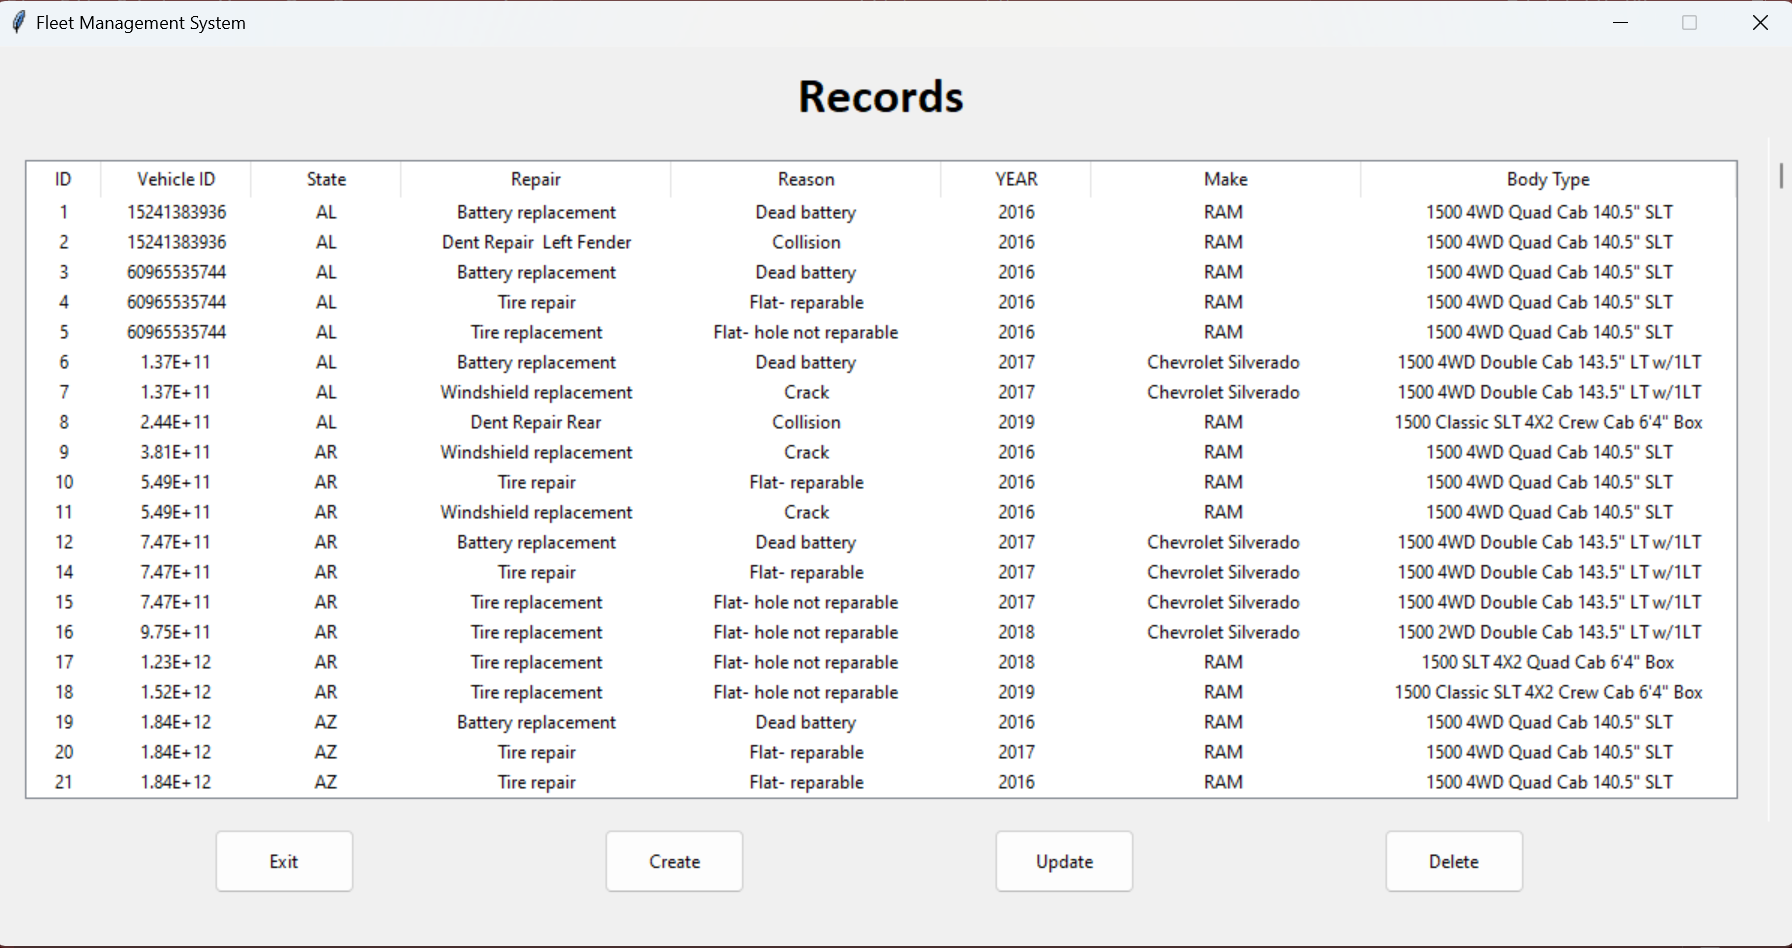 Fleet Management System
Records
ID Vehicle ID State Repair Reason YEAR Make Body Type
1 15241383936 AL Battery replacement Dead battery 2016 RAM 1500 4WD Quad Cab 140.5" SLT
2 15241383936 AL Dent Repair  Left Fender Collision 2016 RAM 1500 4WD Quad Cab 140.5" SLT
3 60965535744 AL Battery replacement Dead battery 2016 RAM 1500 4WD Quad Cab 140.5" SLT
4 60965535744 AL Tire repair Flat- reparable 2016 RAM 1500 4WD Quad Cab 140.5" SLT
5 60965535744 AL Tire replacement Flat- hole not reparable 2016 RAM 1500 4WD Quad Cab 140.5" SLT
6 1.37E+11 AL Battery replacement Dead battery 2017 Chevrolet Silverado 1500 4WD Double Cab 143.5" LT w/1LT
7 1.37E+11 AL Windshield replacement Crack 2017 Chevrolet Silverado 1500 4WD Double Cab 143.5" LT w/1LT
8 2.44E+11 AL Dent Repair Rear Collision 2019 RAM 1500 Classic SLT 4X2 Crew Cab 6'4" Box
9 3.81E+11 AR Windshield replacement Crack 2016 RAM 1500 4WD Quad Cab 140.5" SLT
10 5.49E+11 AR Tire repair Flat- reparable 2016 RAM 1500 4WD Quad Cab 140.5" SLT
11 5.49E+11 AR Windshield replacement Crack 2016 RAM 1500 4WD Quad Cab 140.5" SLT
12 7.47E+11 AR Battery replacement Dead battery 2017 Chevrolet Silverado 1500 4WD Double Cab 143.5" LT w/1LT
14 7.47E+11 AR Tire repair Flat- reparable 2017 Chevrolet Silverado 1500 4WD Double Cab 143.5" LT w/1LT
15 7.47E+11 AR Tire replacement Flat- hole not reparable 2017 Chevrolet Silverado 1500 4WD Double Cab 143.5" LT w/1LT
16 9.75E+11 AR Tire replacement Flat- hole not reparable 2018 Chevrolet Silverado 1500 2WD Double Cab 143.5" LT w/1LT
17 1.23E+12 AR Tire replacement Flat- hole not reparable 2018 RAM 1500 SLT 4X2 Quad Cab 6'4" Box
18 1.52E+12 AR Tire replacement Flat- hole not reparable 2019 RAM 1500 Classic SLT 4X2 Crew Cab 6'4" Box
19 1.84E+12 AZ Battery replacement Dead battery 2016 RAM 1500 4WD Quad Cab 140.5" SLT
20 1.84E+12 AZ Tire repair Flat- reparable 2017 RAM 1500 4WD Quad Cab 140.5" SLT
21 1.84E+12 AZ Tire repair Flat- reparable 2016 RAM 1500 4WD Quad Cab 140.5" SLT
Exit Create Update Delete